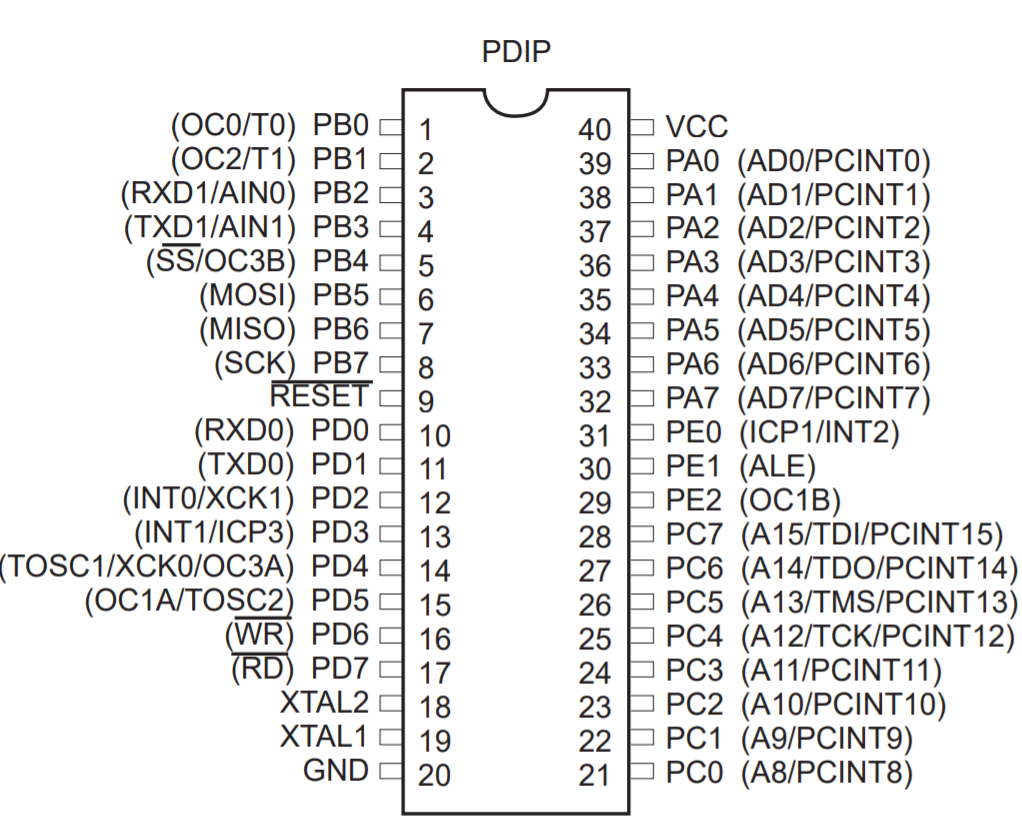 PDIP
(OC0/T0) PB0 1 40 VCC
(OC2/T1) PB1 2 39 PA0 (AD0/PCINT0)
(RXD1/AIN0) PB2 3 38 PA1 (AD1/PCINT1)
(TXD1/AIN1) PB3 4 37 PA2 (AD2/PCINT2)
(S̅S̅/OC3B) PB4 5 36 PA3 (AD3/PCINT3)
(MOSI) PB5 6 35 PA4 (AD4/PCINT4)
(MISO) PB6 7 34 PA5 (AD5/PCINT5)
(SCK) PB7 8 33 PA6 (AD6/PCINT6)
R̅E̅S̅E̅T̅ 9 32 PA7 (AD7/PCINT7)
(RXD0) PD0 10 31 PE0 (ICP1/INT2)
(TXD0) PD1 11 30 PE1 (ALE)
(INT0/XCK1) PD2 12 29 PE2 (OC1B)
(INT1/ICP3) PD3 13 28 PC7 (A15/TDI/PCINT15)
(TOSC1/XCK0/OC3A) PD4 14 27 PC6 (A14/TDO/PCINT14)
(OC1A/TOSC2) PD5 15 26 PC5 (A13/TMS/PCINT13)
(W̅R̅) PD6 16 25 PC4 (A12/TCK/PCINT12)
(R̅D̅) PD7 17 24 PC3 (A11/PCINT11)
XTAL2 18 23 PC2 (A10/PCINT10)
XTAL1 19 22 PC1 (A9/PCINT9)
GND 20 21 PC0 (A8/PCINT8)